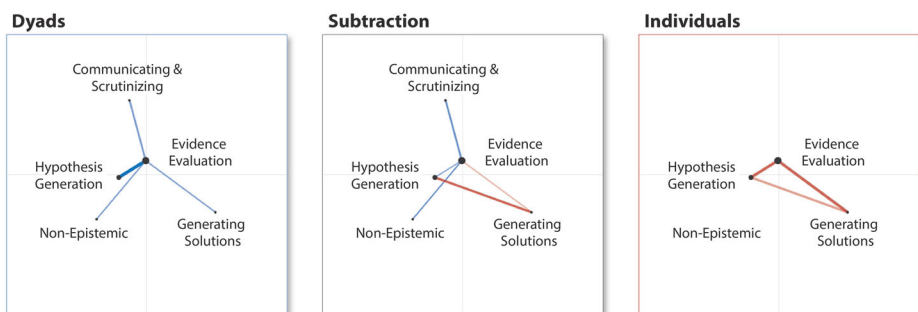 Dyads
Communicating &
Scrutinizing
Evidence
Evaluation
Hypothesis
Generation
Non-Epistemic
Generating
Solutions
Subtraction
Communicating &
Scrutinizing
Evidence
Evaluation
Hypothesis
Generation
Non-Epistemic
Generating
Solutions
Individuals
Evidence
Evaluation
Hypothesis
Generation
Non-Epistemic
Generating
Solutions